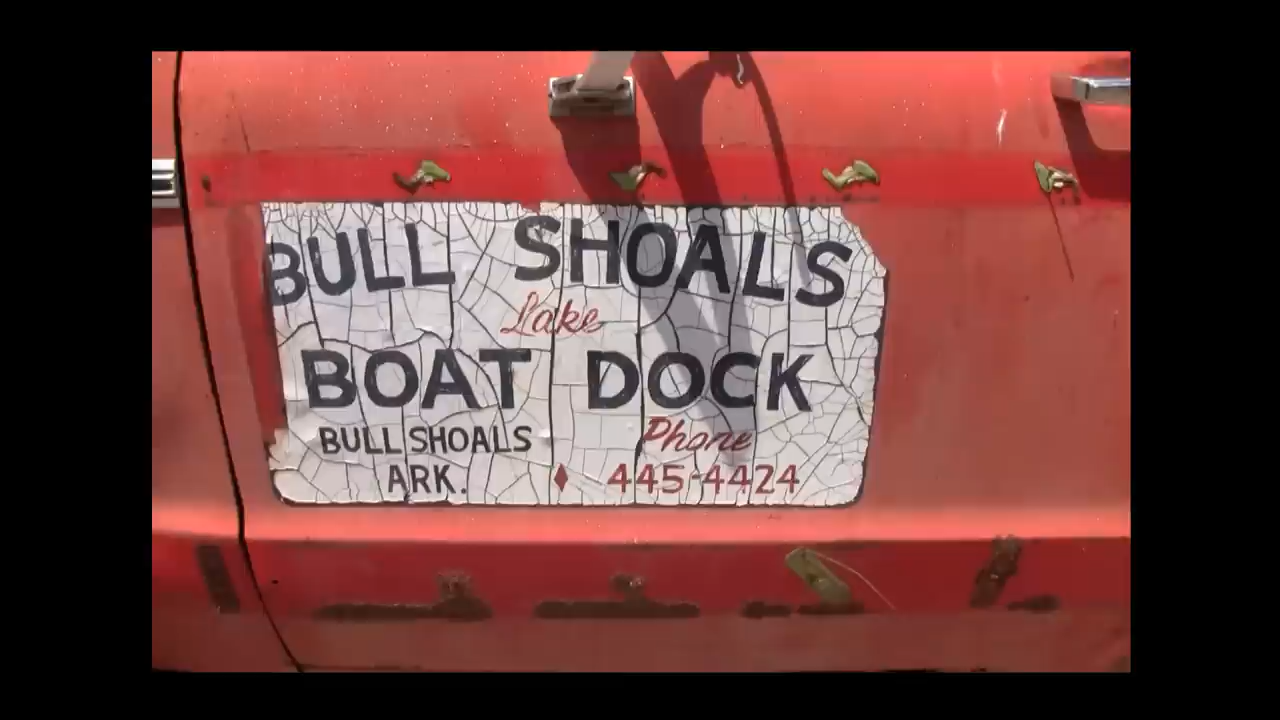 BULL SHOALS
Lake
BOAT DOCK
BULL SHOALS
ARK.
Phone
♦ 445-4424